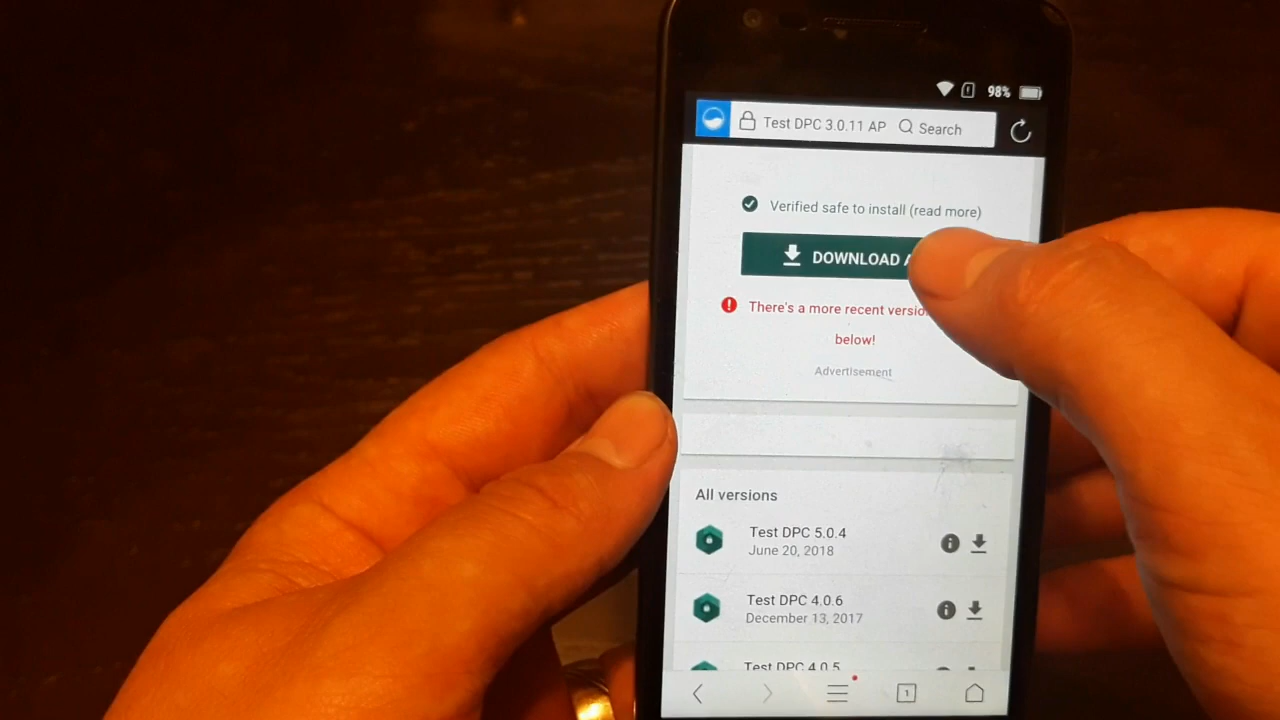 98%
Test DPC 3.0.11 AP Search
Verified safe to install (read more)
DOWNLOAD
There's a more recent
below!
Advertisement
All versions
Test DPC 5.0.4
June 20, 2018
Test DPC 4.0.6
December 13, 2017
Test DPC 4.0.5
1